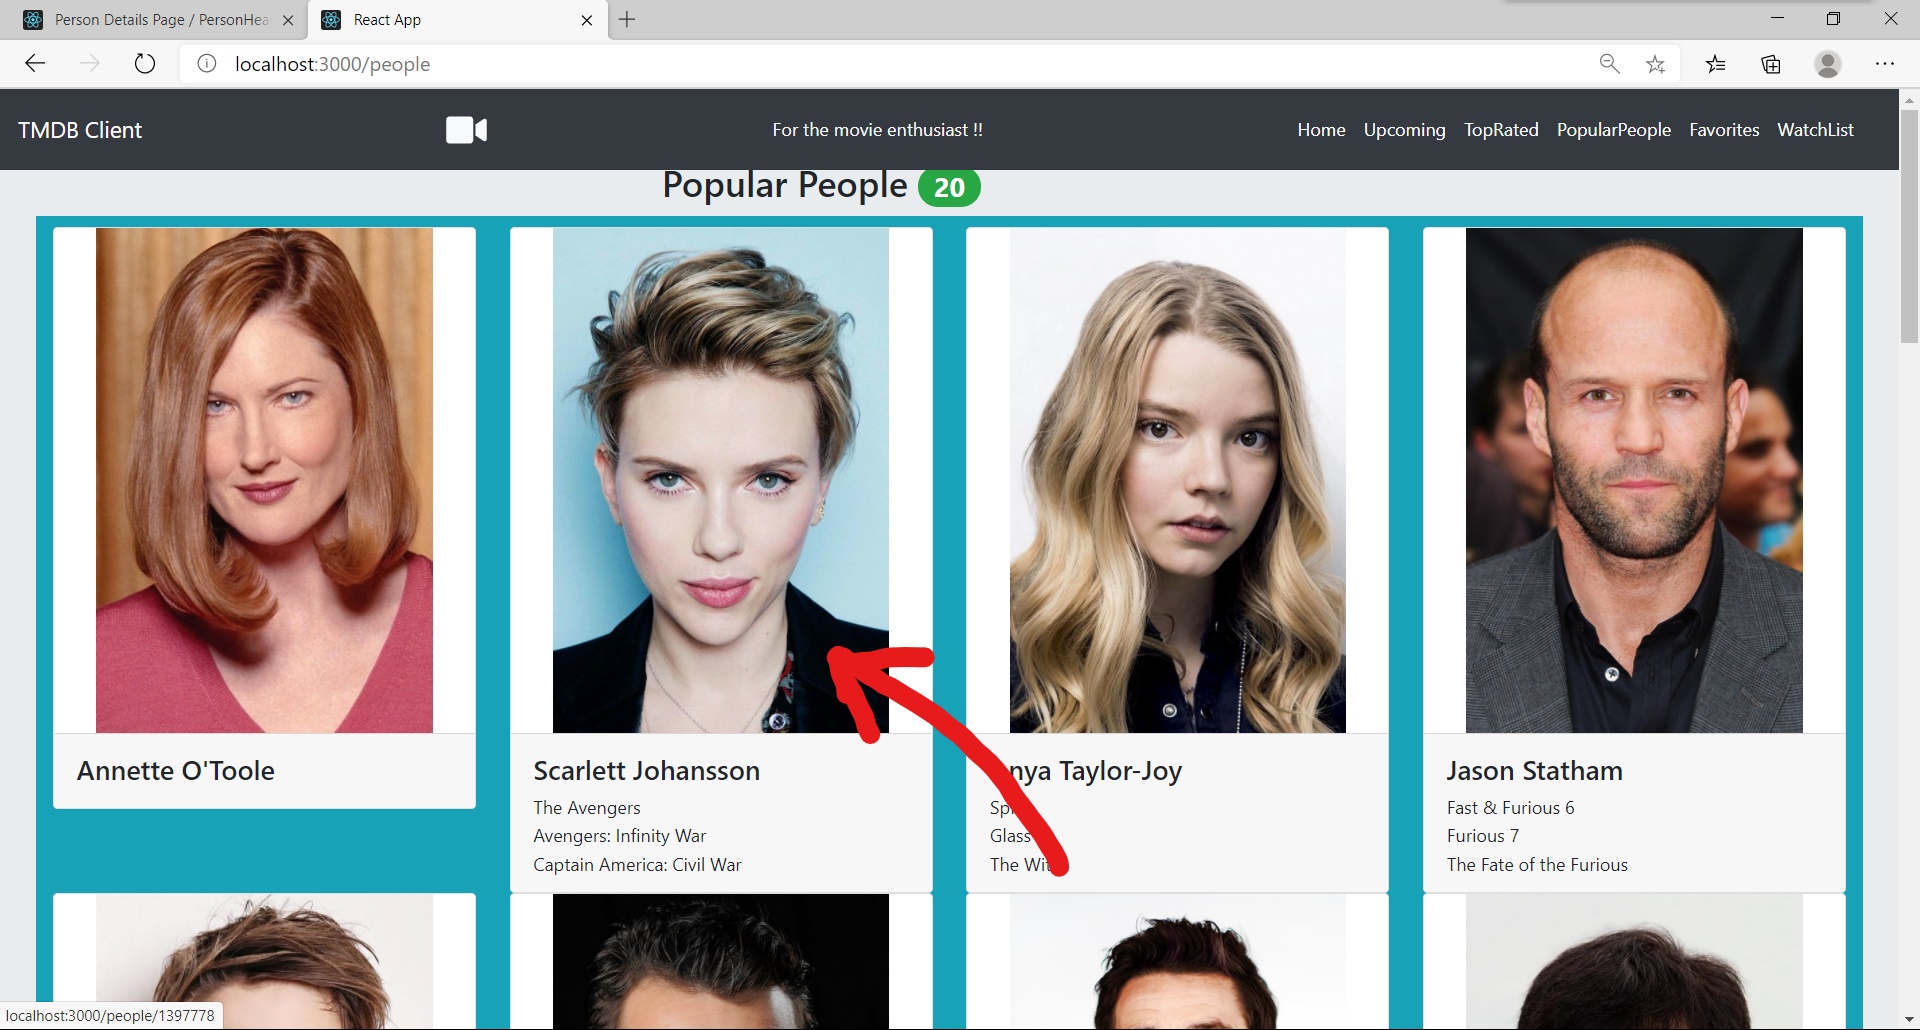 Person Details Page / PersonHea
React App
localhost:3000/people
TMDB Client
For the movie enthusiast !!
Home Upcoming TopRated PopularPeople Favorites WatchList
Popular People 20
Annette O'Toole
Scarlett Johansson
The Avengers
Avengers: Infinity War
Captain America: Civil War
nya Taylor-Joy
Sp
Glass
The Wit
Jason Statham
Fast & Furious 6
Furious 7
The Fate of the Furious
localhost:3000/people/1397778